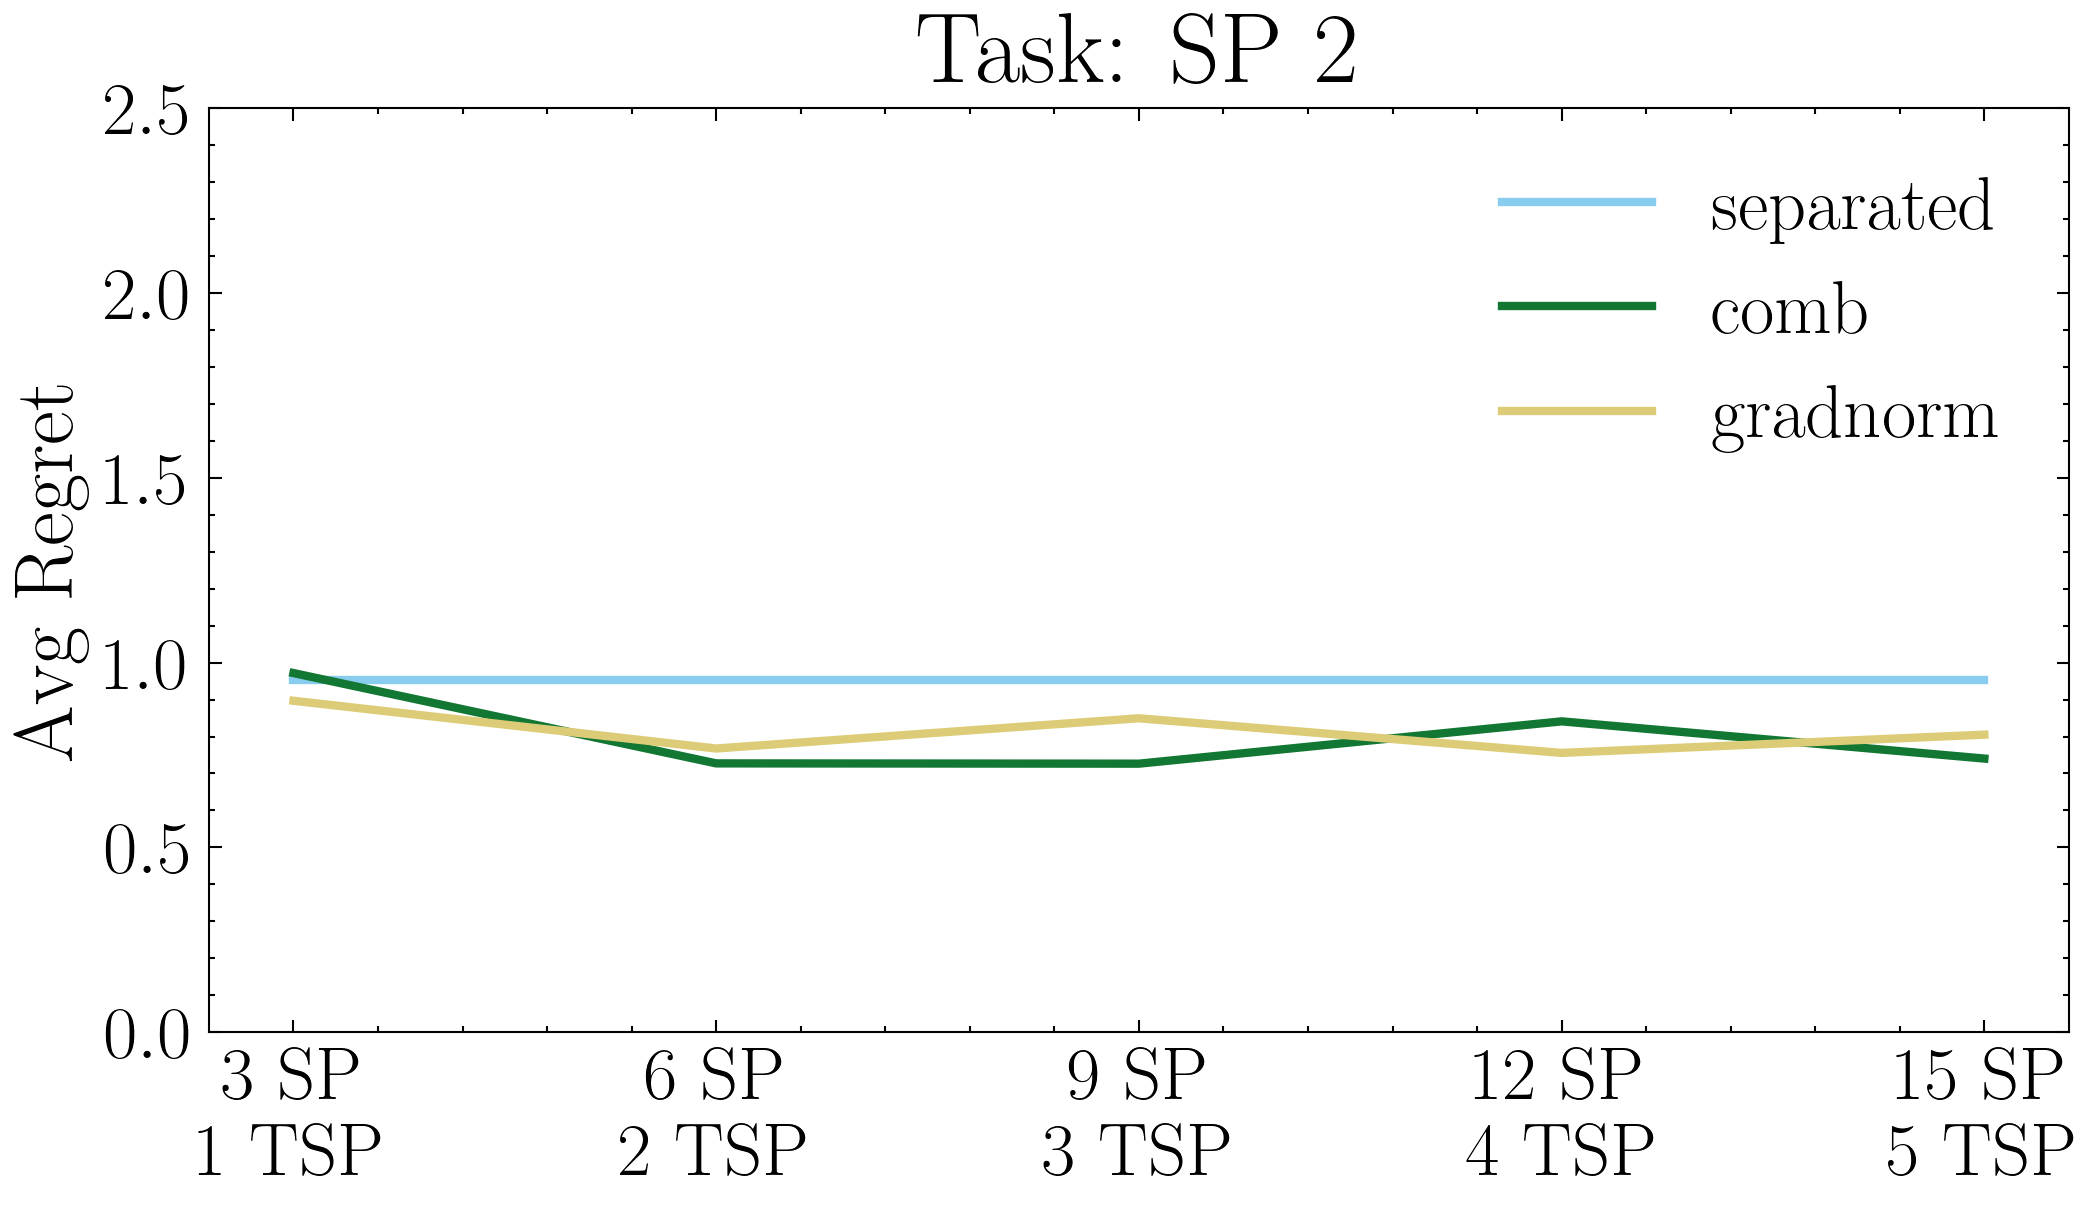 Task: SP 2
Avg Regret
2.5
2.0
1.5
1.0
0.5
0.0
separated
comb
gradnorm
3 SP 6 SP 9 SP 12 SP 15 SP
1 TSP 2 TSP 3 TSP 4 TSP 5 TSP